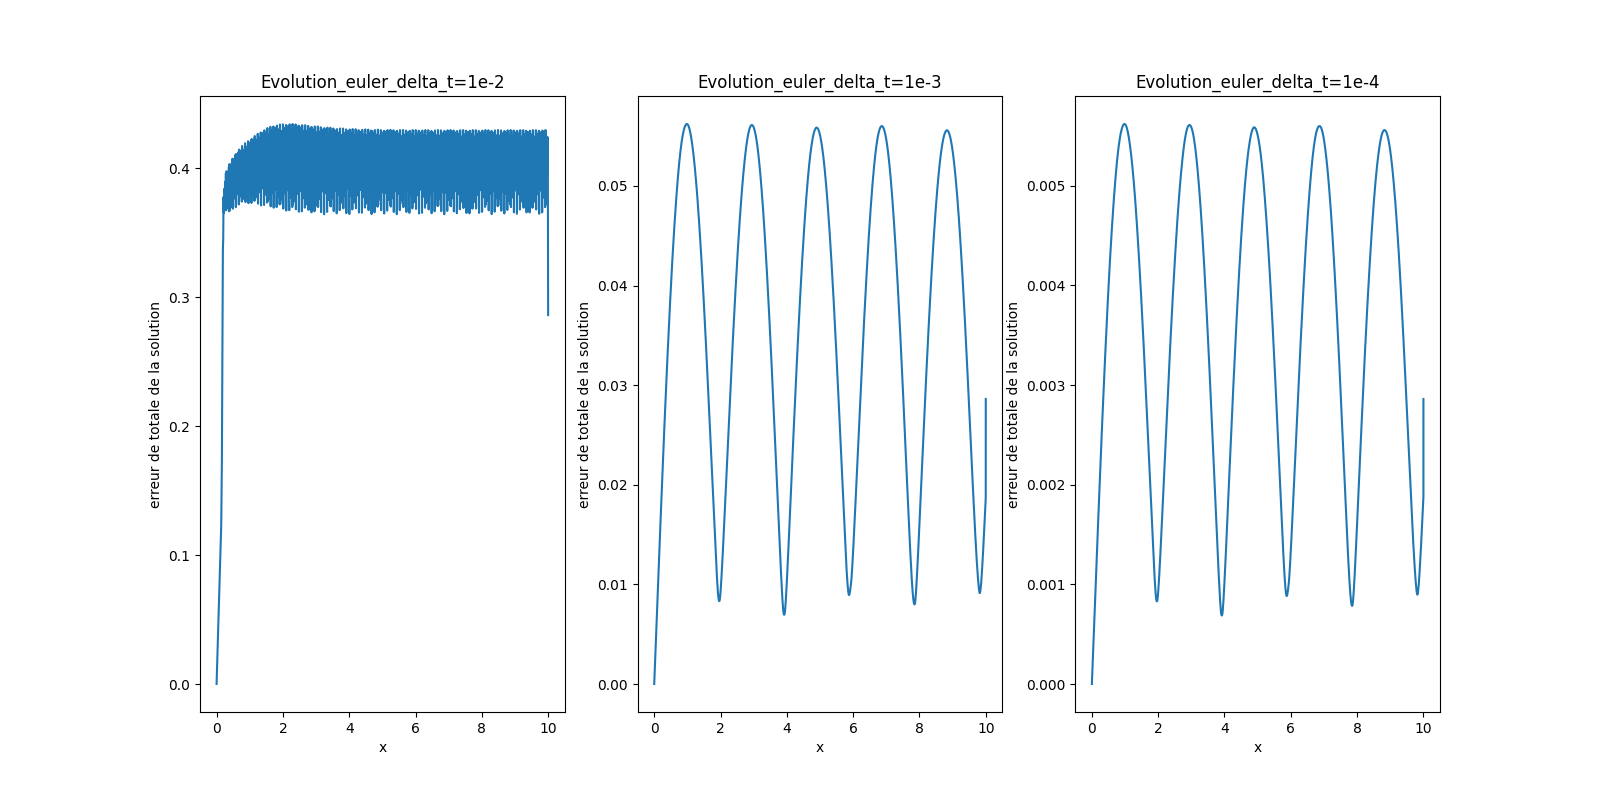 Evolution_euler_delta_t=1e-2
erreur de totale de la solution
0.4
0.3
0.2
0.1
0.0
0 2 4 6 8 10
x
Evolution_euler_delta_t=1e-3
erreur de totale de la solution
0.05
0.04
0.03
0.02
0.01
0.00
0 2 4 6 8 10
x
Evolution_euler_delta_t=1e-4
erreur de totale de la solution
0.005
0.004
0.003
0.002
0.001
0.000
0 2 4 6 8 10
x